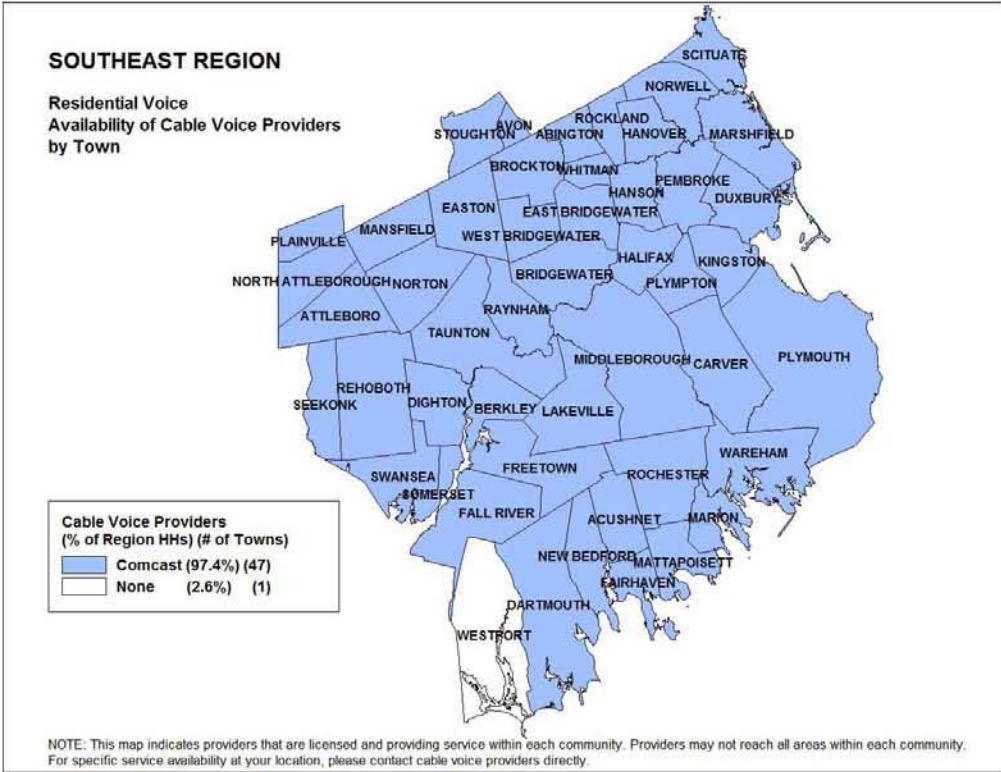 SOUTHEAST REGION
Residential Voice
Availability of Cable Voice Providers
by Town
SCITUATE
NORWELL
ROCKLAND
AVON
STOUGHTON
ABINGTON
HANOVER
MARSHFIELD
BROCKTON
WHITMAN
PEMBROKE
HANSON
DUXBURY
EASTON
EAST BRIDGEWATER
MANSFIELD
WEST BRIDGEWATER
PLAINVILLE
HALIFAX
KINGSTON
BRIDGEWATER
NORTH ATTLEBOROUGH
NORTON
PLYMPTON
RAYNHAM
ATTLEBORO
TAUNTON
MIDDLEBOROUGH
PLYMOUTH
CARVER
REHOBOTH
SEEKONK
DIGHTON
BERKLEY
LAKEVILLE
WAREHAM
FREETOWN
ROCHESTER
SWANSEA
SOMERSET
FALL RIVER
ACUSHNET
MARION
NEW BEDFORD
MATTAPOISETT
FAIRHAVEN
DARTMOUTH
WESTPORT
Cable Voice Providers
(% of Region HHs) (# of Towns)
Comcast (97.4%) (47)
None (2.6%) (1)
NOTE: This map indicates providers that are licensed and providing service within each community. Providers may not reach all areas within each community.
For specific service availability at your location, please contact cable voice providers directly.